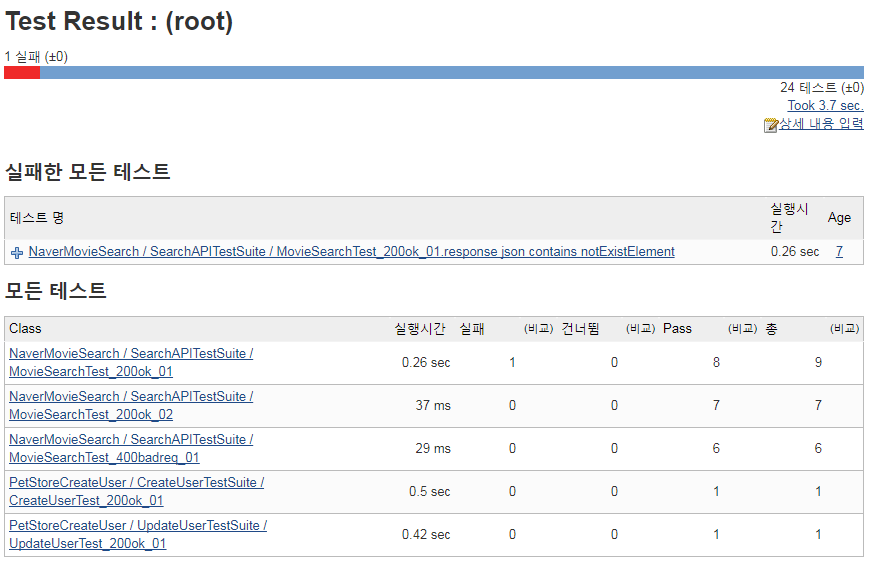 Test Result : (root)
1 실패 (±0)
24 테스트 (±0)
Took 3.7 sec.
상세 내용 입력
실패한 모든 테스트
테스트 명 실행시간 Age
NaverMovieSearch / SearchAPITestSuite / MovieSearchTest_200ok_01.response json contains notExistElement 0.26 sec 7
모든 테스트
Class 실행시간 실패 (비교) 건너뜀 (비교) Pass (비교) 총 (비교)
NaverMovieSearch / SearchAPITestSuite /
MovieSearchTest_200ok_01 0.26 sec 1 0 8 9
NaverMovieSearch / SearchAPITestSuite /
MovieSearchTest_200ok_02 37 ms 0 0 7 7
NaverMovieSearch / SearchAPITestSuite /
MovieSearchTest_400badreq_01 29 ms 0 0 6 6
PetStoreCreateUser / CreateUserTestSuite /
CreateUserTest_200ok_01 0.5 sec 0 0 1 1
PetStoreCreateUser / UpdateUserTestSuite /
UpdateUserTest_200ok_01 0.42 sec 0 0 1 1